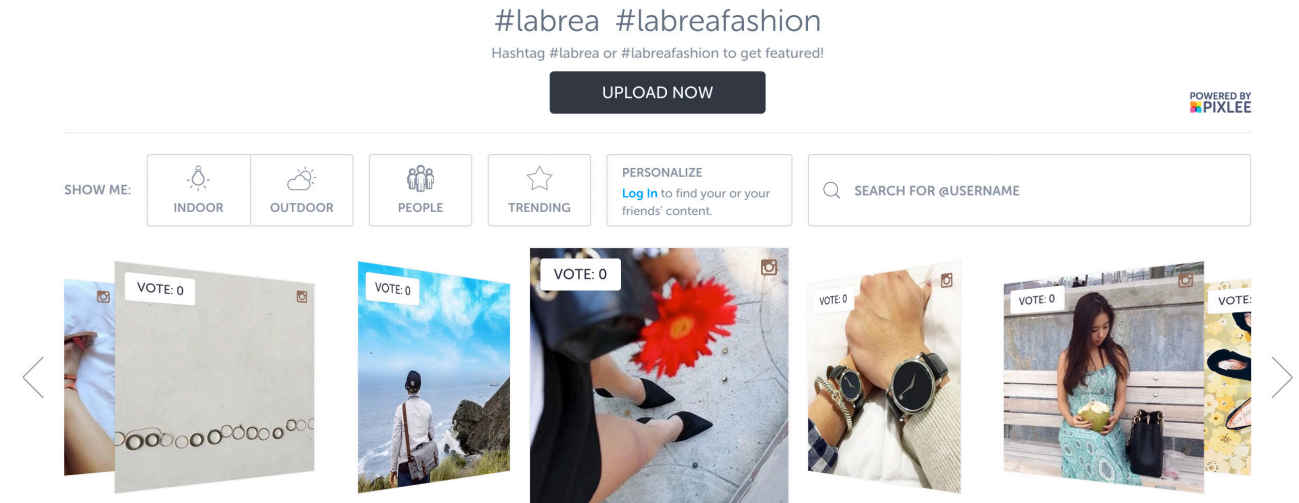 #labrea #labreafashion
Hashtag #labrea or #labreafashion to get featured!
UPLOAD NOW
POWERED BY
PIXLEE
SHOW ME:
INDOOR
OUTDOOR
PEOPLE
TRENDING
PERSONALIZE
Log In to find your or your
friends' content.
SEARCH FOR @USERNAME
VOTE: 0
VOTE: 0
VOTE: 0
VOTE: 0
VOTE: 0
VOTE: